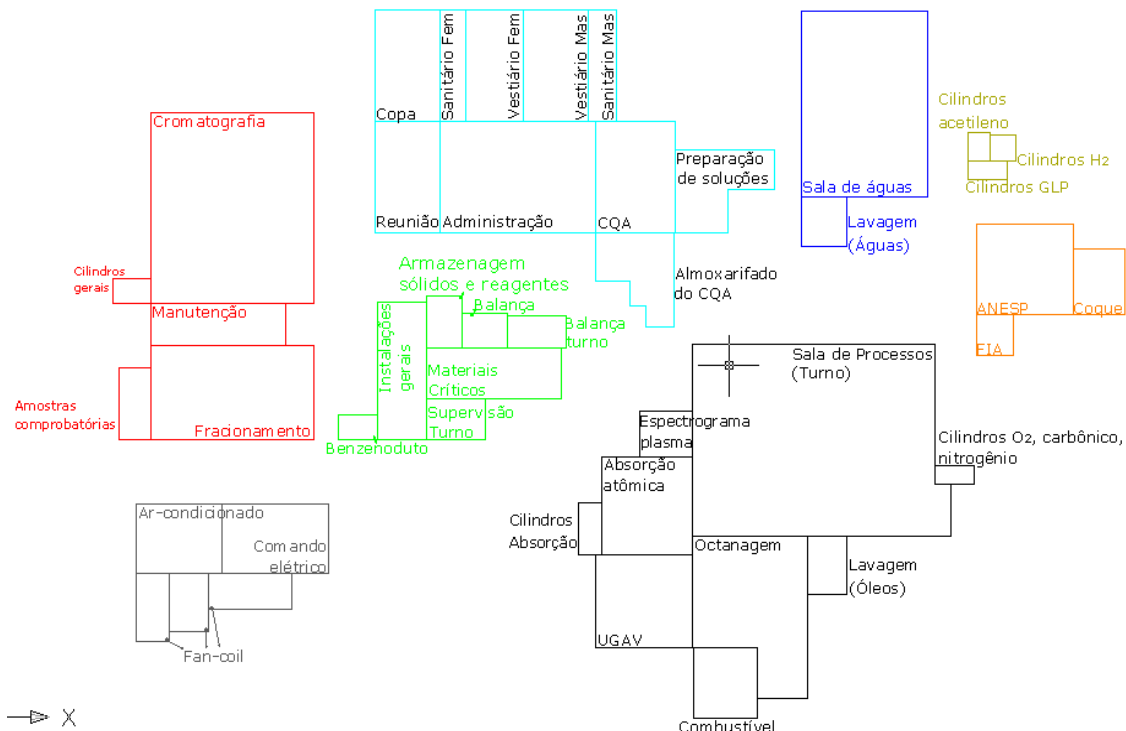 Copa
Sanitário Fem
Vestiário Fem
Vestiário Mas
Sanitário Mas
Reunião
Administração
CQA
Preparação
de soluções
Almoxarifado
do CQA
Cromatografia
Cilindros
gerais
Manutenção
Amostras
comprobatórias
Fracionamento
Armazenagem
sólidos e reagentes
Balança
Balança
turno
Instalações
gerais
Materiais
Críticos
Supervisão
Turno
Benzenoduto
Sala de águas
Lavagem
(Águas)
Cilindros
acetileno
Cilindros H2
Cilindros GLP
ANESP
Coque
FIA
Sala de Processos
(Turno)
Espectrograma
plasma
Absorção
atômica
Cilindros
Absorção
Cilindros O2, carbônico,
nitrogênio
Octanagem
Lavagem
(Óleos)
UGAV
Combustível
Ar-condicionado
Comando
elétrico
Fan-coil
X